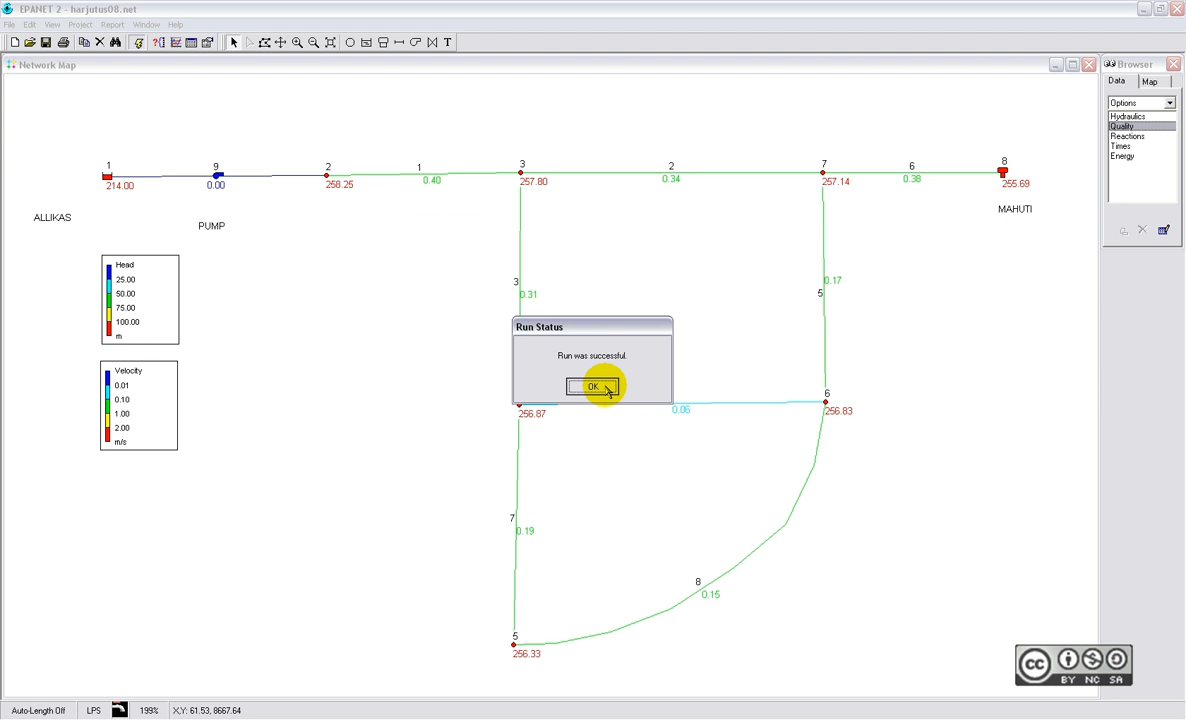 EPANET 2 - harjutus08.net
File Edit View Project Report Window Help
Network Map
Browser
Data Map
Options
Hydraulics
Quality
Reactions
Times
Energy
1 9 2 1 3 2 7 6 8
214.00 0.00 258.25 0.40 257.80 0.34 257.14 0.38 255.69
ALLIKAS
PUMP
MAHUTI
Head
25.00
50.00
75.00
100.00
m
3
0.31
0.17
5
Run Status
Run was successful.
OK
Velocity
0.01
0.10
1.00
2.00
m/s
6
256.87 0.06 256.83
7
0.19
8
0.15
5
256.33
cc
BY NC SA
Auto-Length Off LPS 199% X,Y: 61.53, 8667.64